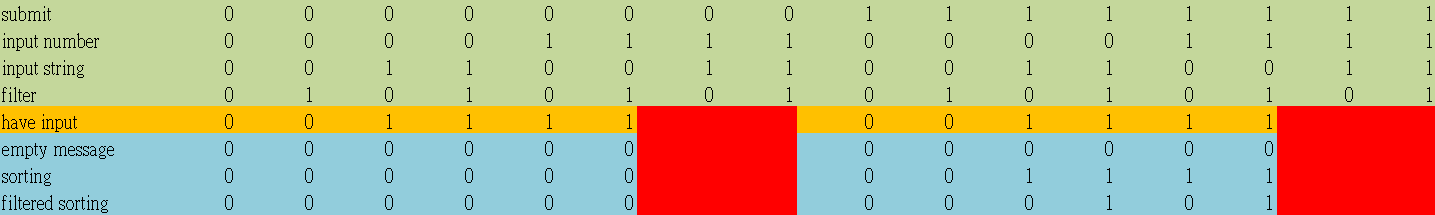 submit 0 0 0 0 0 0 0 0 1 1 1 1 1 1 1 1
input number 0 0 0 0 1 1 1 1 0 0 0 0 1 1 1 1
input string 0 0 1 1 0 0 1 1 0 0 1 1 0 0 1 1
filter 0 1 0 1 0 1 0 1 0 1 0 1 0 1 0 1
have input 0 0 1 1 1 1 0 0 1 1 1 1
empty message 0 0 0 0 0 0 0 0 0 0 0 0
sorting 0 0 0 0 0 0 0 0 1 1 1 1
filtered sorting 0 0 0 0 0 0 0 0 0 1 0 1